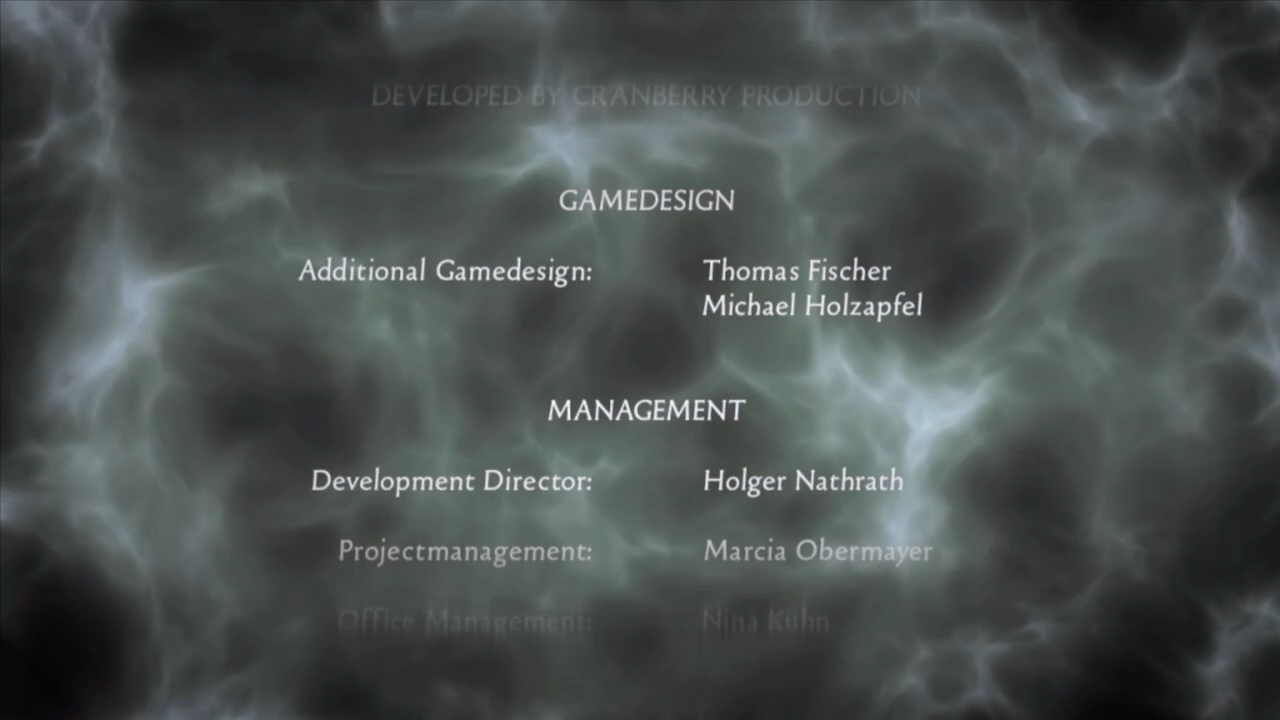 DEVELOPED BY CRANBERRY PRODUCTION
GAMEDESIGN
Additional Gamedesign: Thomas Fischer
Michael Holzapfel
MANAGEMENT
Development Director: Holger Nathrath
Projectmanagement: Marcia Obermayer
Office Management: Nina Kuhn